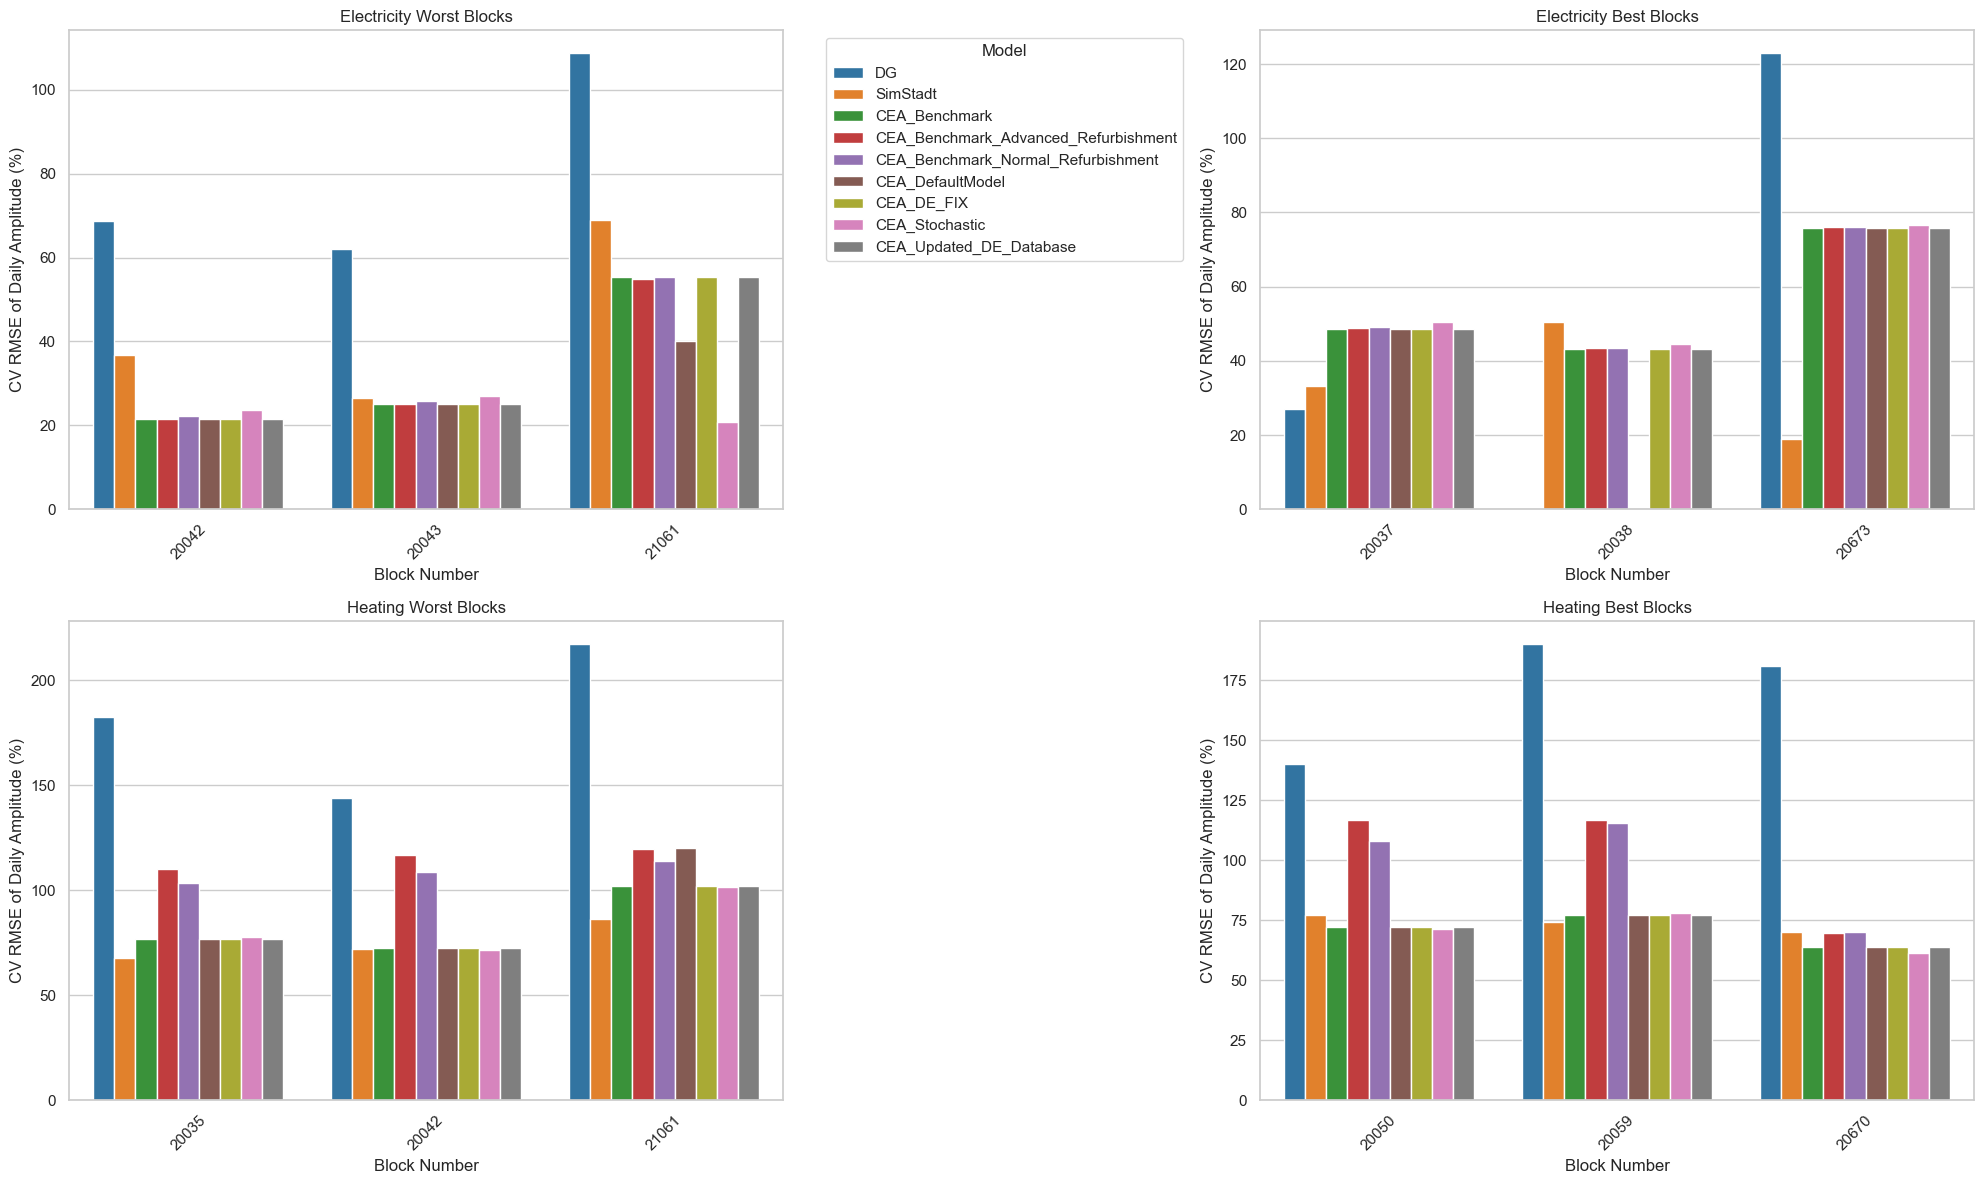 Electricity Worst Blocks
CV RMSE of Daily Amplitude (%)
100
80
60
40
20
0
20042
20043
21061
Block Number
Model
DG
SimStadt
CEA_Benchmark
CEA_Benchmark_Advanced_Refurbishment
CEA_Benchmark_Normal_Refurbishment
CEA_DefaultModel
CEA_DE_FIX
CEA_Stochastic
CEA_Updated_DE_Database
Electricity Best Blocks
CV RMSE of Daily Amplitude (%)
120
100
80
60
40
20
0
20037
20038
20673
Block Number
Heating Worst Blocks
CV RMSE of Daily Amplitude (%)
200
150
100
50
0
20035
20042
21061
Block Number
Heating Best Blocks
CV RMSE of Daily Amplitude (%)
175
150
125
100
75
50
25
0
20050
20059
20670
Block Number